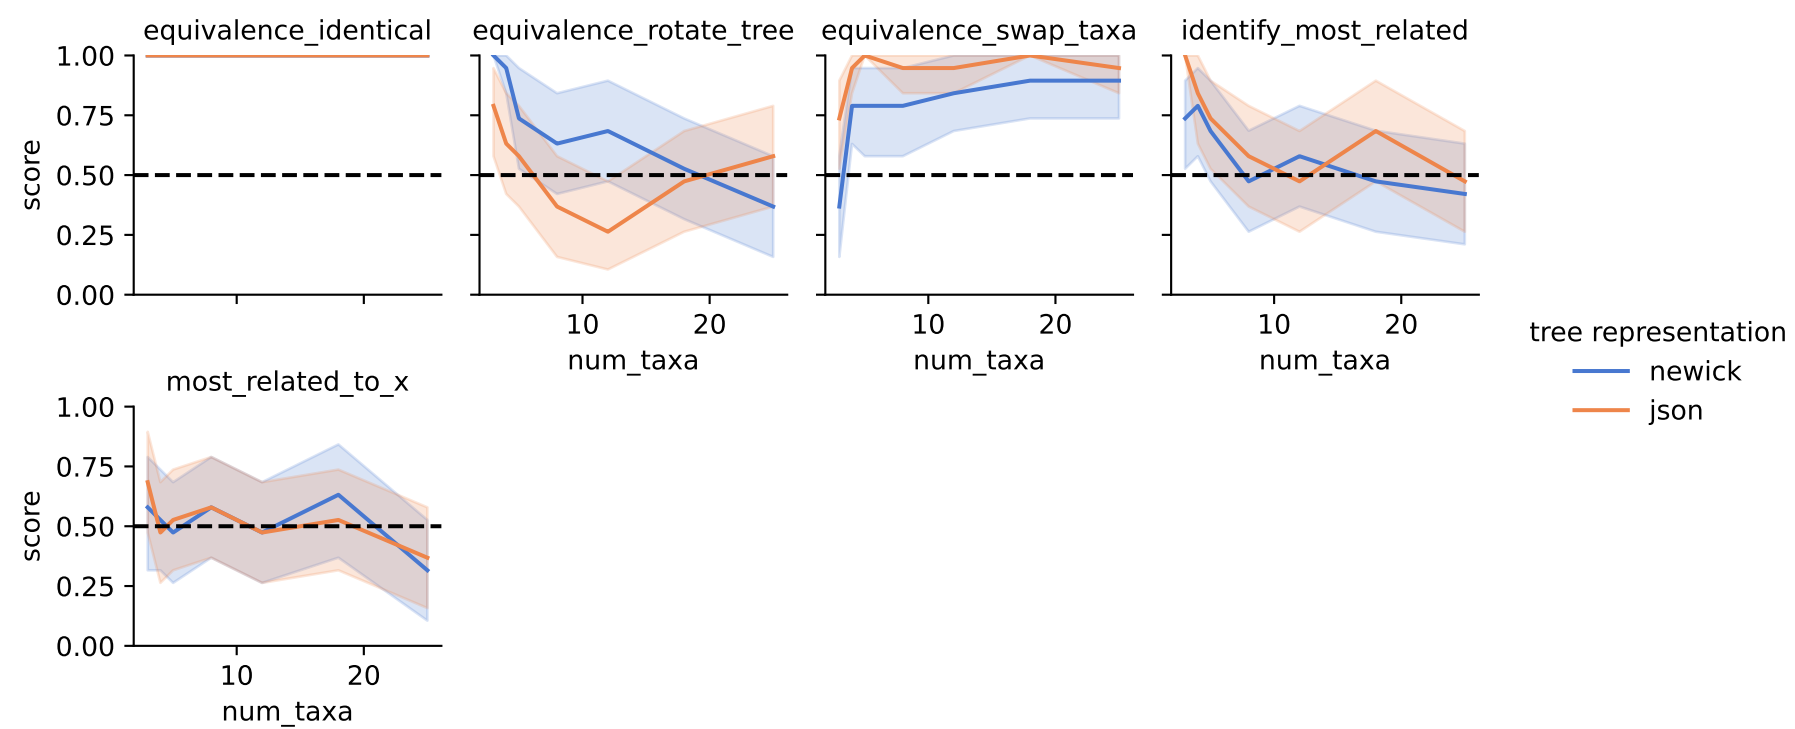 equivalence_identical
equivalence_rotate_tree
equivalence_swap_taxa
identify_most_related
1.00
0.75
0.50
0.25
0.00
score
10
20
num_taxa
10
20
num_taxa
10
20
num_taxa
tree representation
newick
json
most_related_to_x
1.00
0.75
0.50
0.25
0.00
score
10
20
num_taxa